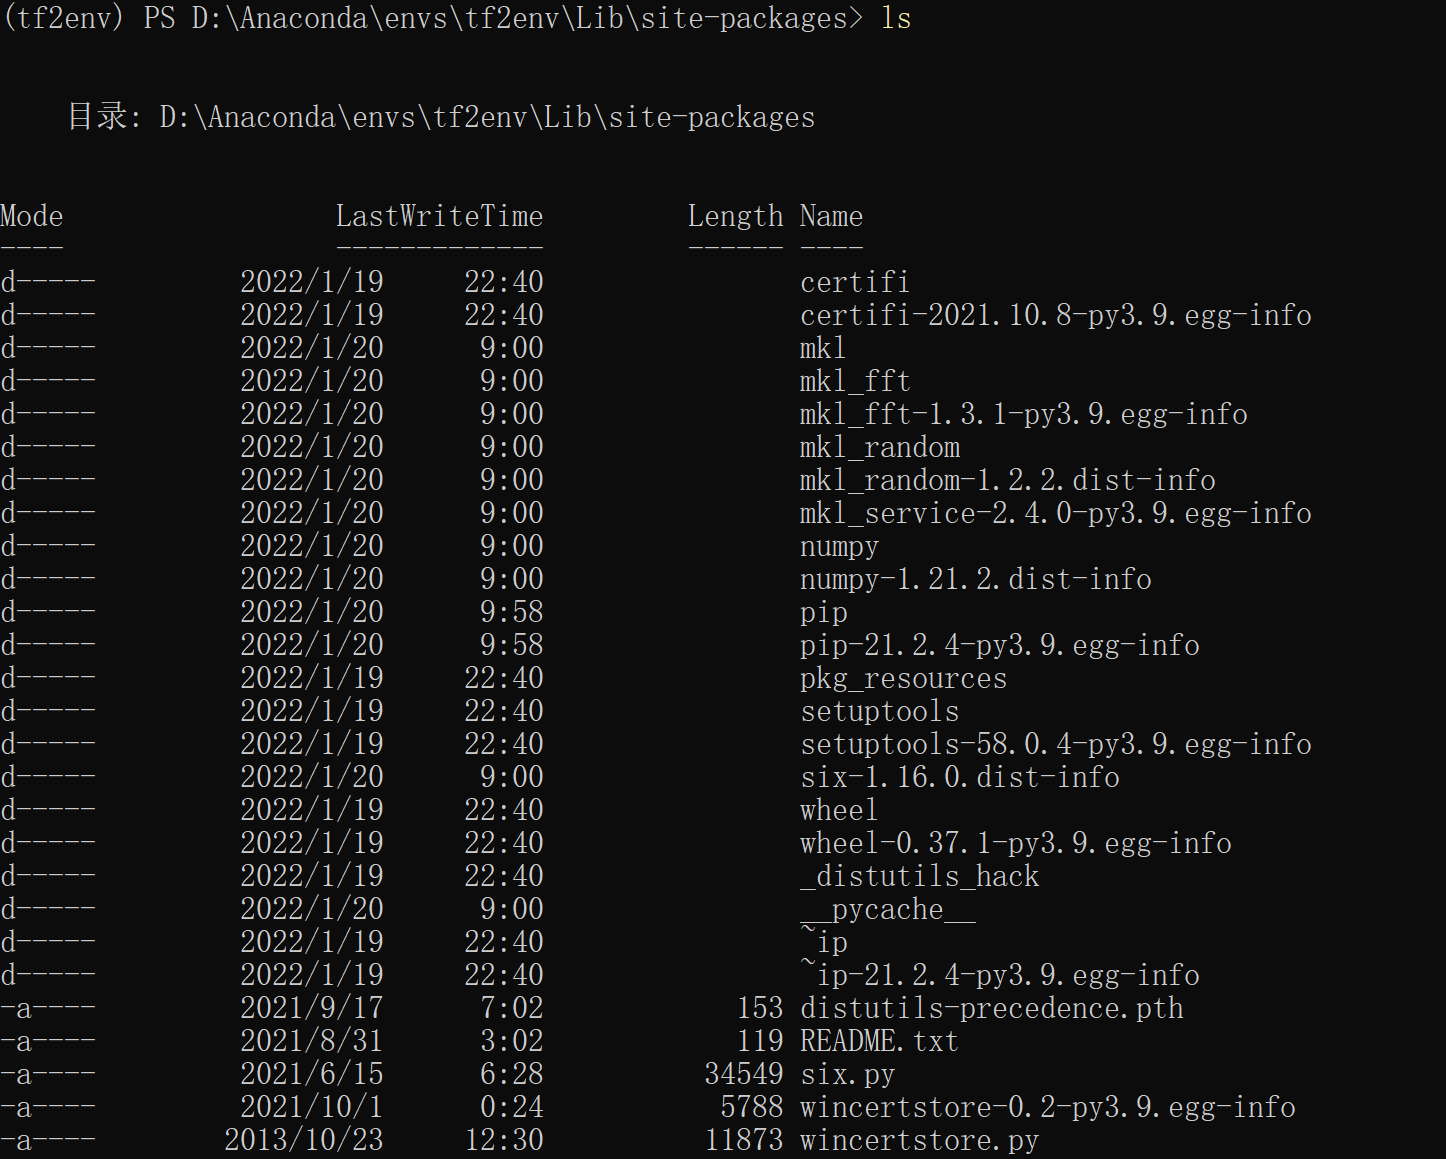 (tf2env) PS D:\Anaconda\envs\tf2env\Lib\site-packages> ls
目录: D:\Anaconda\envs\tf2env\Lib\site-packages
Mode LastWriteTime Length Name
---- ------------- ------ ----
d----- 2022/1/19 22:40 certifi
d----- 2022/1/19 22:40 certifi-2021.10.8-py3.9.egg-info
d----- 2022/1/20 9:00 mkl
d----- 2022/1/20 9:00 mkl_fft
d----- 2022/1/20 9:00 mkl_fft-1.3.1-py3.9.egg-info
d----- 2022/1/20 9:00 mkl_random
d----- 2022/1/20 9:00 mkl_random-1.2.2.dist-info
d----- 2022/1/20 9:00 mkl_service-2.4.0-py3.9.egg-info
d----- 2022/1/20 9:00 numpy
d----- 2022/1/20 9:00 numpy-1.21.2.dist-info
d----- 2022/1/20 9:58 pip
d----- 2022/1/20 9:58 pip-21.2.4-py3.9.egg-info
d----- 2022/1/19 22:40 pkg_resources
d----- 2022/1/19 22:40 setuptools
d----- 2022/1/19 22:40 setuptools-58.0.4-py3.9.egg-info
d----- 2022/1/20 9:00 six-1.16.0.dist-info
d----- 2022/1/19 22:40 wheel
d----- 2022/1/19 22:40 wheel-0.37.1-py3.9.egg-info
d----- 2022/1/19 22:40 _distutils_hack
d----- 2022/1/20 9:00 __pycache__
d----- 2022/1/19 22:40 ~ip
d----- 2022/1/19 22:40 ~ip-21.2.4-py3.9.egg-info
-a---- 2021/9/17 7:02 153 distutils-precedence.pth
-a---- 2021/8/31 3:02 119 README.txt
-a---- 2021/6/15 6:28 34549 six.py
-a---- 2021/10/1 0:24 5788 wincertstore-0.2-py3.9.egg-info
-a---- 2013/10/23 12:30 11873 wincertstore.py